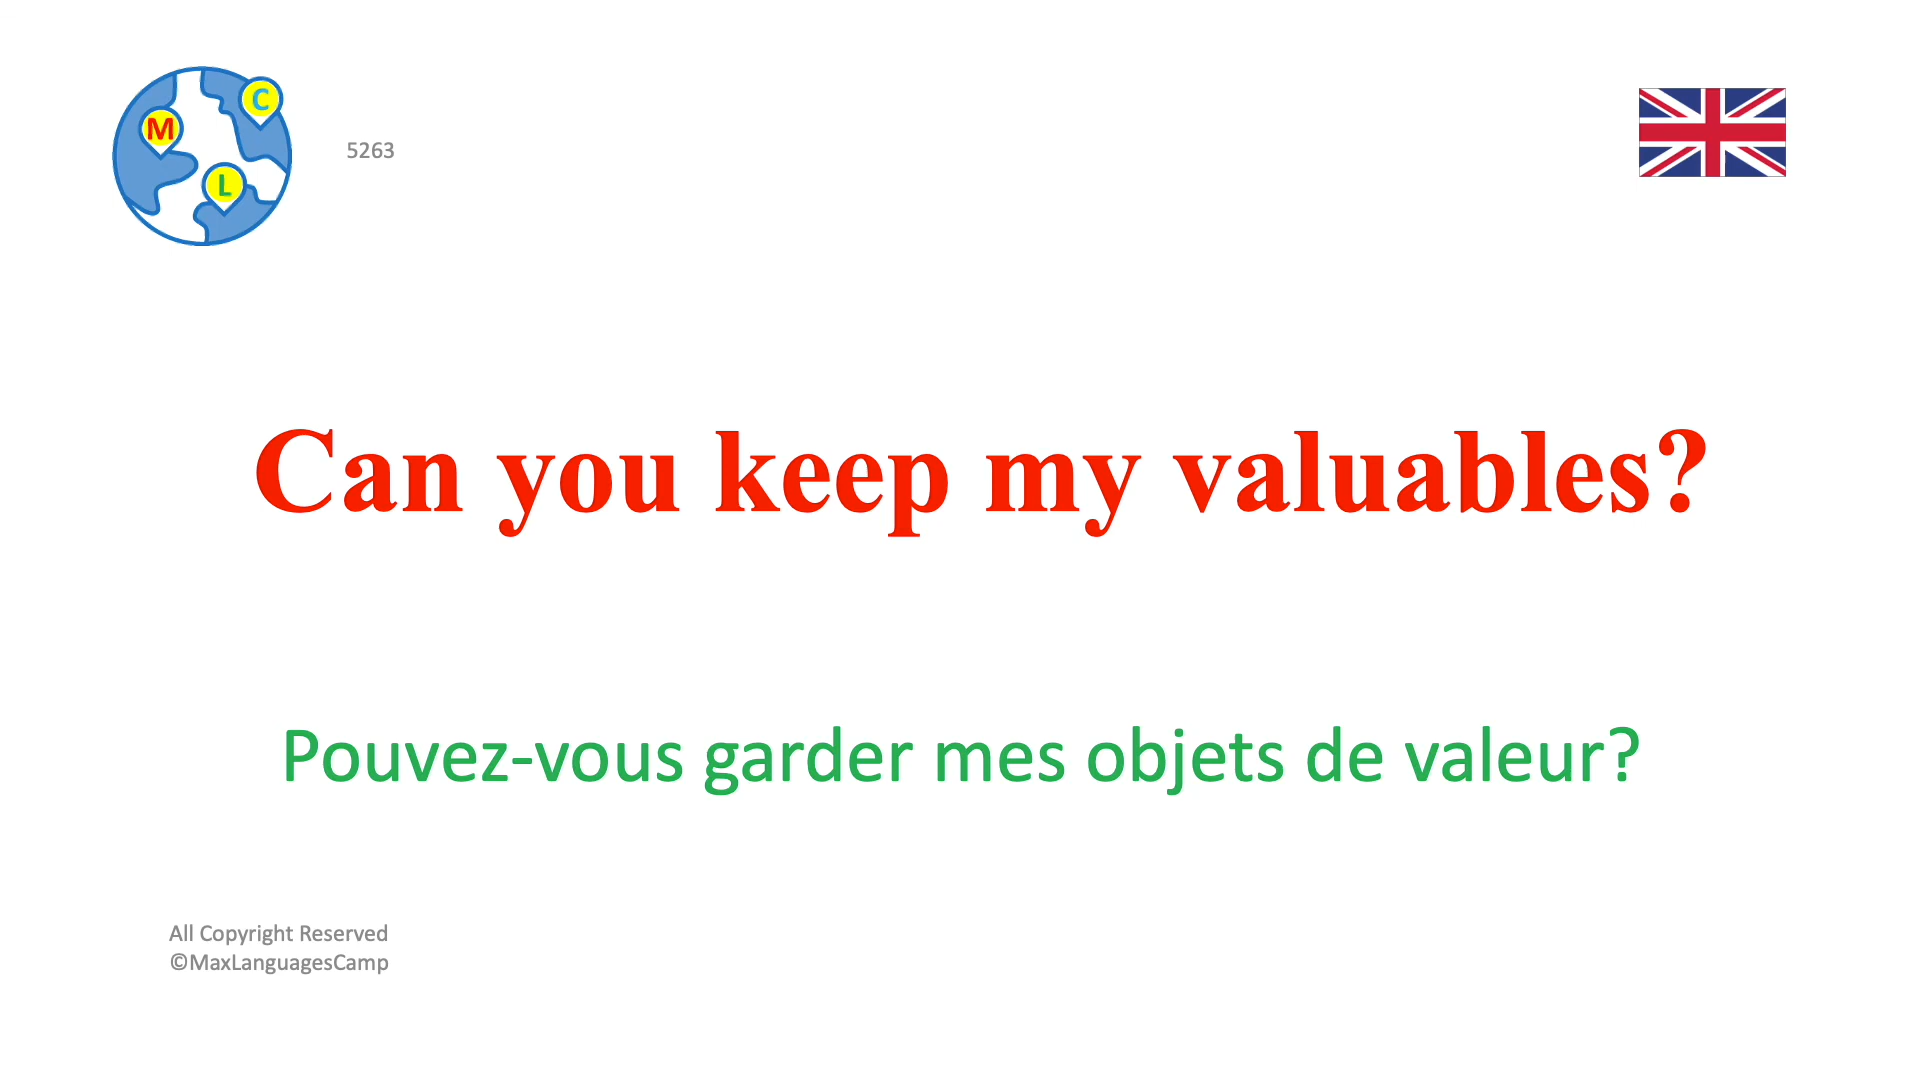 C
M
L
5263
Can you keep my valuables?
Pouvez-vous garder mes objets de valeur?
All Copyright Reserved
©MaxLanguagesCamp